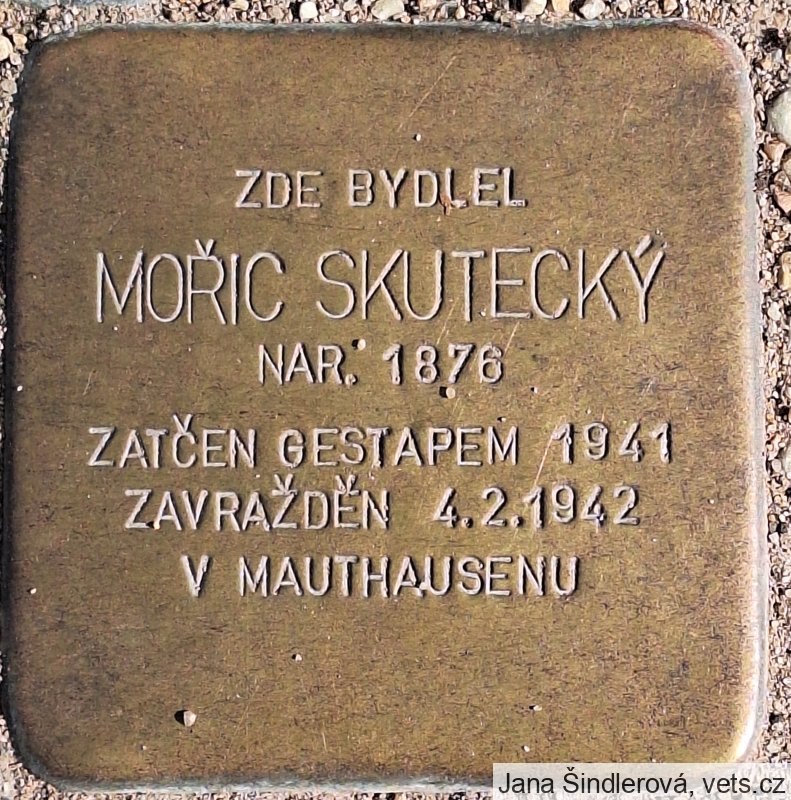 ZDE BYDLEL
MOŘIC SKUTECKÝ
NAR. 1876
ZATČEN GESTAPEM 1941
ZAVRAŽDĚN 4.2.1942
V MAUTHAUSENU
Jana Šindlerová, vets.cz